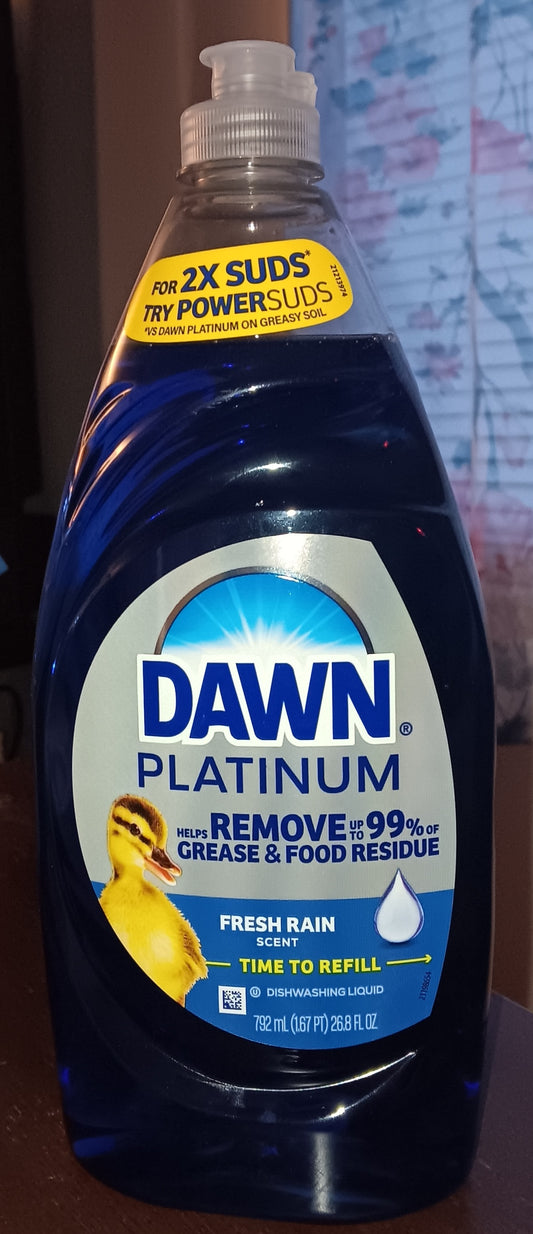 FOR 2X SUDS*
TRY POWERSUDS
*VS DAWN PLATINUM ON GREASY SOIL
21213974
DAWN®
PLATINUM
HELPS REMOVE UP TO 99% OF
GREASE & FOOD RESIDUE
FRESH RAIN
SCENT
TIME TO REFILL
U DISHWASHING LIQUID
792 mL (1.67 PT) 26.8 FL OZ